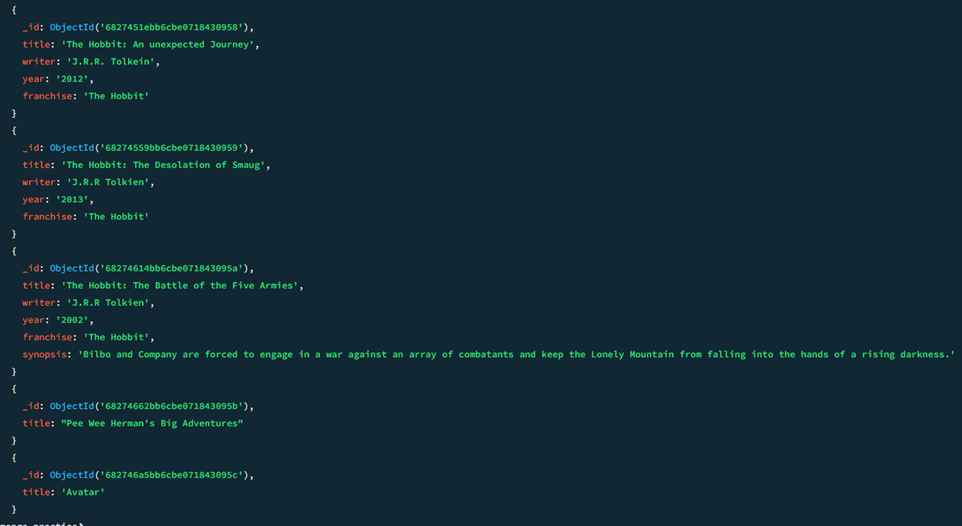 {
_id: ObjectId('6827451ebb6cbe0718430958'),
title: 'The Hobbit: An unexpected Journey',
writer: 'J.R.R. Tolkein',
year: '2012',
franchise: 'The Hobbit'
}
{
_id: ObjectId('68274559bb6cbe0718430959'),
title: 'The Hobbit: The Desolation of Smaug',
writer: 'J.R.R Tolkien',
year: '2013',
franchise: 'The Hobbit'
}
{
_id: ObjectId('68274614bb6cbe071843095a'),
title: 'The Hobbit: The Battle of the Five Armies',
writer: 'J.R.R Tolkien',
year: '2002',
franchise: 'The Hobbit',
synopsis: 'Bilbo and Company are forced to engage in a war against an array of combatants and keep the Lonely Mountain from falling into the hands of a rising darkness.'
}
{
_id: ObjectId('68274662bb6cbe071843095b'),
title: "Pee Wee Herman's Big Adventures"
}
{
_id: ObjectId('682746a5bb6cbe071843095c'),
title: 'Avatar'
}